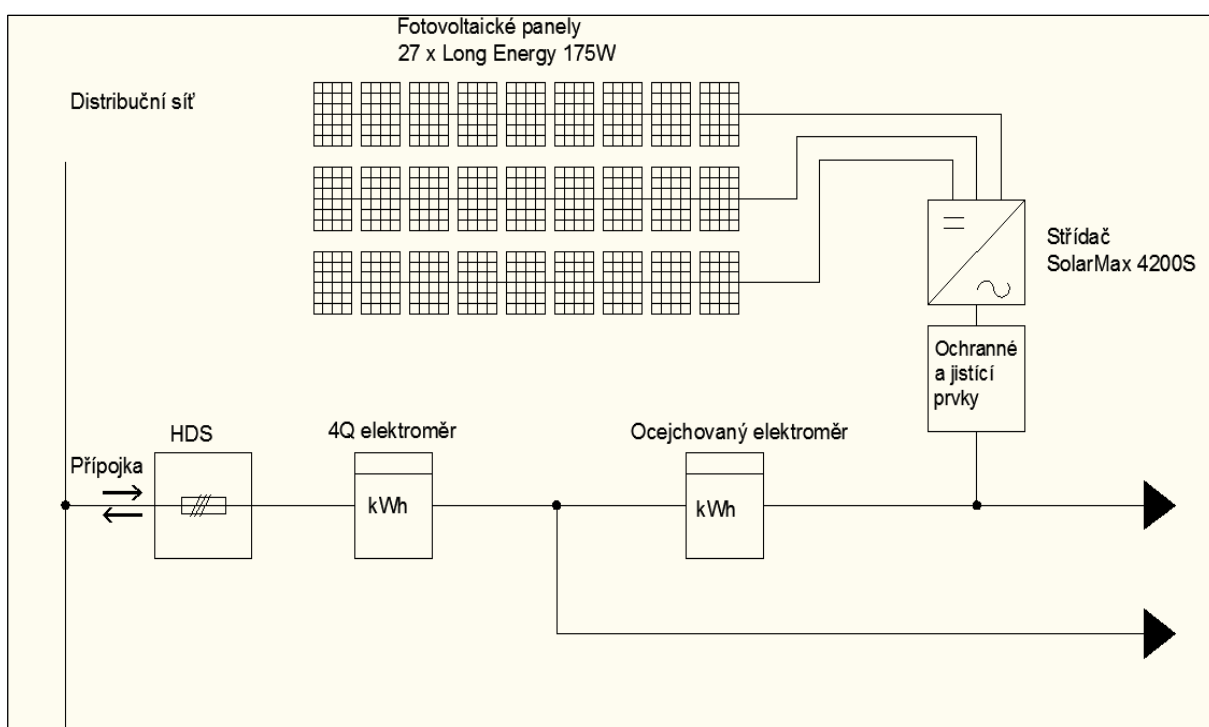 Fotovoltaické panely
27 x Long Energy 175W
Distribuční síť
Střídač
SolarMax 4200S
Ochranné
a jistící
prvky
HDS
4Q elektroměr
Ocejchovaný elektroměr
Přípojka
kWh
kWh